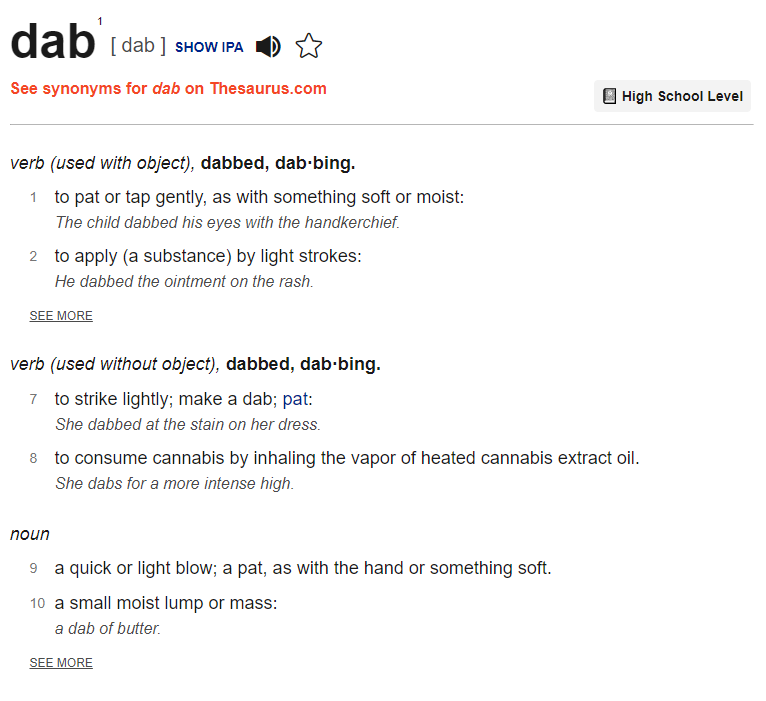 dab1 [ dab ] SHOW IPA
See synonyms for dab on Thesaurus.com
High School Level
verb (used with object), dabbed, dab·bing.
1 to pat or tap gently, as with something soft or moist:
The child dabbed his eyes with the handkerchief.
2 to apply (a substance) by light strokes:
He dabbed the ointment on the rash.
SEE MORE
verb (used without object), dabbed, dab·bing.
7 to strike lightly; make a dab; pat:
She dabbed at the stain on her dress.
8 to consume cannabis by inhaling the vapor of heated cannabis extract oil.
She dabs for a more intense high.
noun
9 a quick or light blow; a pat, as with the hand or something soft.
10 a small moist lump or mass:
a dab of butter.
SEE MORE